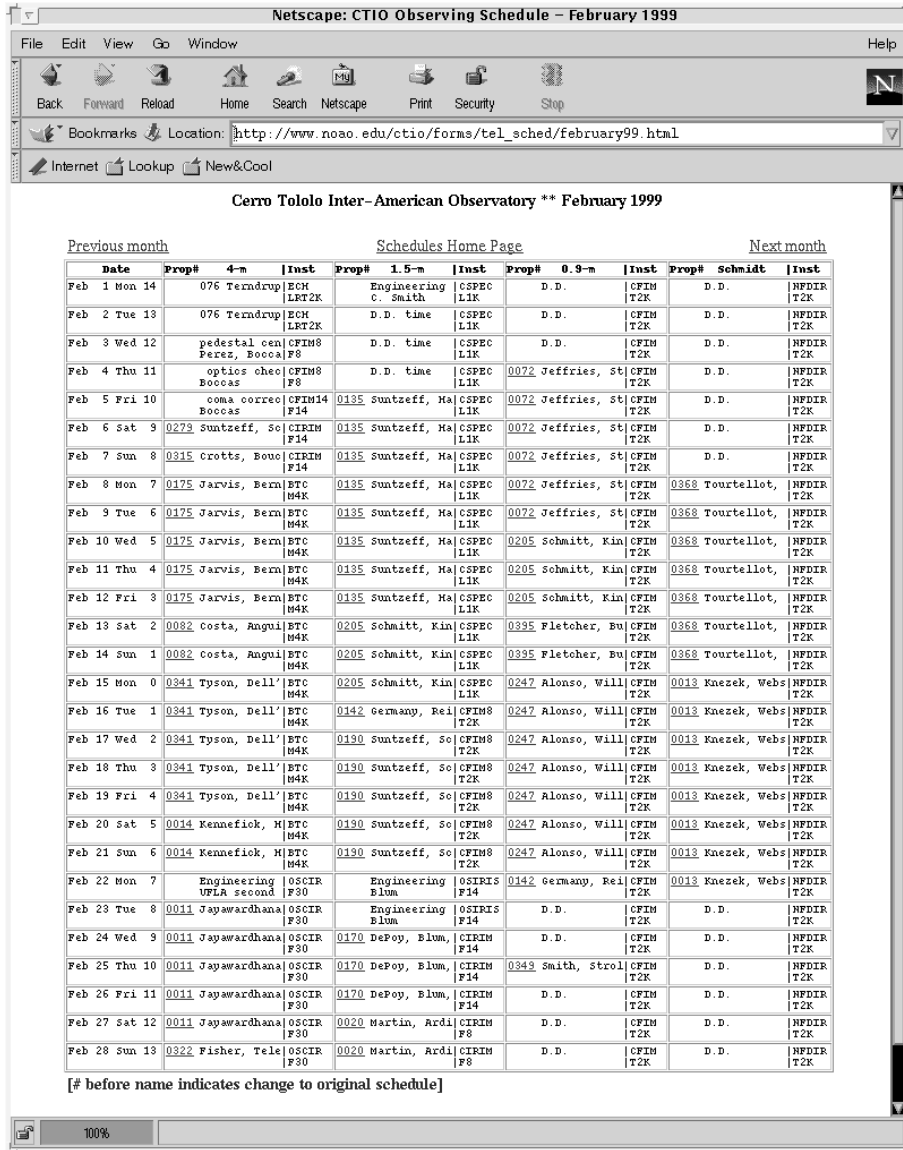 Netscape: CTIO Observing Schedule – February 1999
File Edit View Go Window Help
My N
Back Forward Reload Home Search Netscape Print Security Stop
Bookmarks Location: http://www.noao.edu/ctio/forms/tel_sched/february99.html
Internet Lookup New&Cool
Cerro Tololo Inter-American Observatory ** February 1999
Previous month Schedules Home Page Next month
Date Prop# 4-m |Inst Prop# 1.5-m |Inst Prop# 0.9-m |Inst Prop# Schmidt |Inst
Feb 1 Mon 14 076 Terndrup|ECH Engineering |CSPEC D.D. |CFIM D.D. |NFDIR
|LRT2K C. Smith |L1K |T2K |T2K
Feb 2 Tue 13 076 Terndrup|ECH D.D. time |CSPEC D.D. |CFIM D.D. |NFDIR
|LRT2K |L1K |T2K |T2K
Feb 3 Wed 12 pedestal cen|CFIM8 D.D. time |CSPEC D.D. |CFIM D.D. |NFDIR
Perez, Bocca|F8 |L1K |T2K |T2K
Feb 4 Thu 11 optics chec|CFIM8 D.D. time |CSPEC 0072 Jeffries, St|CFIM D.D. |NFDIR
Boccas |F8 |L1K |T2K |T2K
Feb 5 Fri 10 coma correc|CFIM14 0135 Suntzeff, Ha|CSPEC 0072 Jeffries, St|CFIM D.D. |NFDIR
Boccas |F14 |L1K |T2K |T2K
Feb 6 Sat 9 0279 Suntzeff, Sc|CIRIM 0135 Suntzeff, Ha|CSPEC 0072 Jeffries, St|CFIM D.D. |NFDIR
|F14 |L1K |T2K |T2K
Feb 7 Sun 8 0315 Crotts, Bouc|CIRIM 0135 Suntzeff, Ha|CSPEC 0072 Jeffries, St|CFIM D.D. |NFDIR
|F14 |L1K |T2K |T2K
Feb 8 Mon 7 0175 Jarvis, Bern|BTC 0135 Suntzeff, Ha|CSPEC 0072 Jeffries, St|CFIM 0368 Tourtellot, |NFDIR
|M4K |L1K |T2K |T2K
Feb 9 Tue 6 0175 Jarvis, Bern|BTC 0135 Suntzeff, Ha|CSPEC 0072 Jeffries, St|CFIM 0368 Tourtellot, |NFDIR
|M4K |L1K |T2K |T2K
Feb 10 Wed 5 0175 Jarvis, Bern|BTC 0135 Suntzeff, Ha|CSPEC 0205 Schmitt, Kin|CFIM 0368 Tourtellot, |NFDIR
|M4K |L1K |T2K |T2K
Feb 11 Thu 4 0175 Jarvis, Bern|BTC 0135 Suntzeff, Ha|CSPEC 0205 Schmitt, Kin|CFIM 0368 Tourtellot, |NFDIR
|M4K |L1K |T2K |T2K
Feb 12 Fri 3 0175 Jarvis, Bern|BTC 0135 Suntzeff, Ha|CSPEC 0205 Schmitt, Kin|CFIM 0368 Tourtellot, |NFDIR
|M4K |L1K |T2K |T2K
Feb 13 Sat 2 0082 Costa, Angui|BTC 0205 Schmitt, Kin|CSPEC 0395 Fletcher, Bu|CFIM 0368 Tourtellot, |NFDIR
|M4K |L1K |T2K |T2K
Feb 14 Sun 1 0082 Costa, Angui|BTC 0205 Schmitt, Kin|CSPEC 0395 Fletcher, Bu|CFIM 0368 Tourtellot, |NFDIR
|M4K |L1K |T2K |T2K
Feb 15 Mon 0 0341 Tyson, Dell'|BTC 0205 Schmitt, Kin|CSPEC 0247 Alonso, Will|CFIM 0013 Knezek, Webs|NFDIR
|M4K |L1K |T2K |T2K
Feb 16 Tue 1 0341 Tyson, Dell'|BTC 0142 Germany, Rei|CFIM8 0247 Alonso, Will|CFIM 0013 Knezek, Webs|NFDIR
|M4K |T2K |T2K |T2K
Feb 17 Wed 2 0341 Tyson, Dell'|BTC 0190 Suntzeff, Sc|CFIM8 0247 Alonso, Will|CFIM 0013 Knezek, Webs|NFDIR
|M4K |T2K |T2K |T2K
Feb 18 Thu 3 0341 Tyson, Dell'|BTC 0190 Suntzeff, Sc|CFIM8 0247 Alonso, Will|CFIM 0013 Knezek, Webs|NFDIR
|M4K |T2K |T2K |T2K
Feb 19 Fri 4 0341 Tyson, Dell'|BTC 0190 Suntzeff, Sc|CFIM8 0247 Alonso, Will|CFIM 0013 Knezek, Webs|NFDIR
|M4K |T2K |T2K |T2K
Feb 20 Sat 5 0014 Kennefick, H|BTC 0190 Suntzeff, Sc|CFIM8 0247 Alonso, Will|CFIM 0013 Knezek, Webs|NFDIR
|M4K |T2K |T2K |T2K
Feb 21 Sun 6 0014 Kennefick, H|BTC 0190 Suntzeff, Sc|CFIM8 0247 Alonso, Will|CFIM 0013 Knezek, Webs|NFDIR
|M4K |T2K |T2K |T2K
Feb 22 Mon 7 Engineering |OSCIR Engineering |OSIRIS 0142 Germany, Rei|CFIM 0013 Knezek, Webs|NFDIR
UFLA second |F30 Blum |F14 |T2K |T2K
Feb 23 Tue 8 0011 Jayawardhana|OSCIR Engineering |OSIRIS D.D. |CFIM D.D. |NFDIR
|F30 Blum |F14 |T2K |T2K
Feb 24 Wed 9 0011 Jayawardhana|OSCIR 0170 DePoy, Blum, |CIRIM D.D. |CFIM D.D. |NFDIR
|F30 |F14 |T2K |T2K
Feb 25 Thu 10 0011 Jayawardhana|OSCIR 0170 DePoy, Blum, |CIRIM 0349 Smith, Strol|CFIM D.D. |NFDIR
|F30 |F14 |T2K |T2K
Feb 26 Fri 11 0011 Jayawardhana|OSCIR 0170 DePoy, Blum, |CIRIM D.D. |CFIM D.D. |NFDIR
|F30 |F14 |T2K |T2K
Feb 27 Sat 12 0011 Jayawardhana|OSCIR 0020 Martin, Ardi|CIRIM D.D. |CFIM D.D. |NFDIR
|F30 |F8 |T2K |T2K
Feb 28 Sun 13 0322 Fisher, Tele|OSCIR 0020 Martin, Ardi|CIRIM D.D. |CFIM D.D. |NFDIR
|F30 |F8 |T2K |T2K
[# before name indicates change to original schedule]
100%